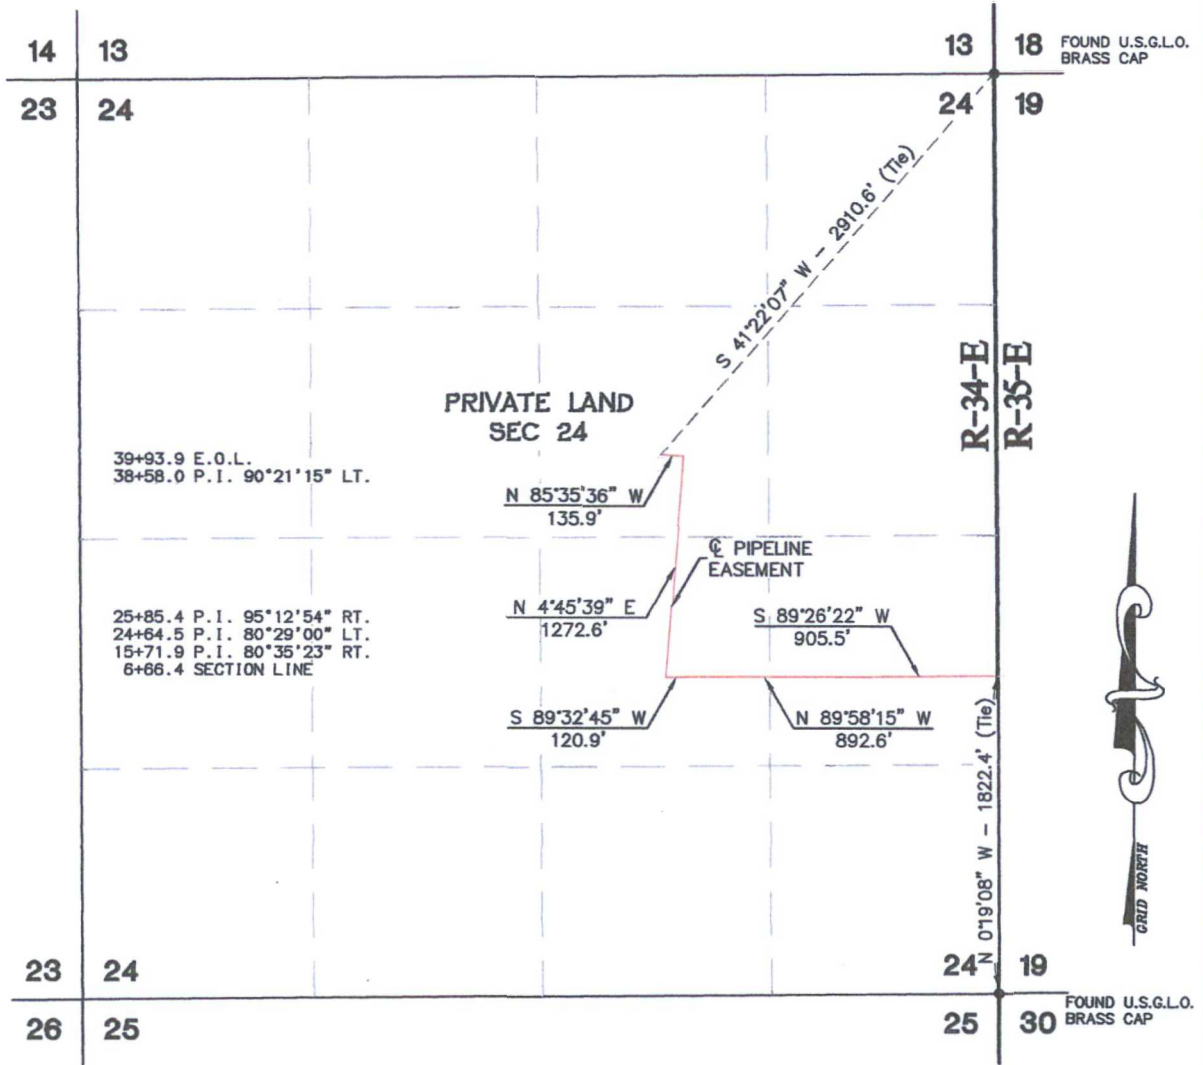 14 13
13 18 FOUND U.S.G.L.O.
BRASS CAP
23 24
24 19
S 41°22'07" W - 2910.6' (Tie)
R-34-E
R-35-E
PRIVATE LAND
SEC 24
39+93.9 E.O.L.
38+58.0 P.I. 90°21'15" LT.
N 85°35'36" W
135.9'
℄ PIPELINE
EASEMENT
25+85.4 P.I. 95°12'54" RT.
24+64.5 P.I. 80°29'00" LT.
15+71.9 P.I. 80°35'23" RT.
6+66.4 SECTION LINE
N 4°45'39" E
1272.6'
S 89°26'22" W
905.5'
S 89°32'45" W
120.9'
N 89°58'15" W
892.6'
N 0°19'08" W - 1822.4' (Tie)
GRID NORTH
23 24
24 19
26 25
25 30 FOUND U.S.G.L.O.
BRASS CAP